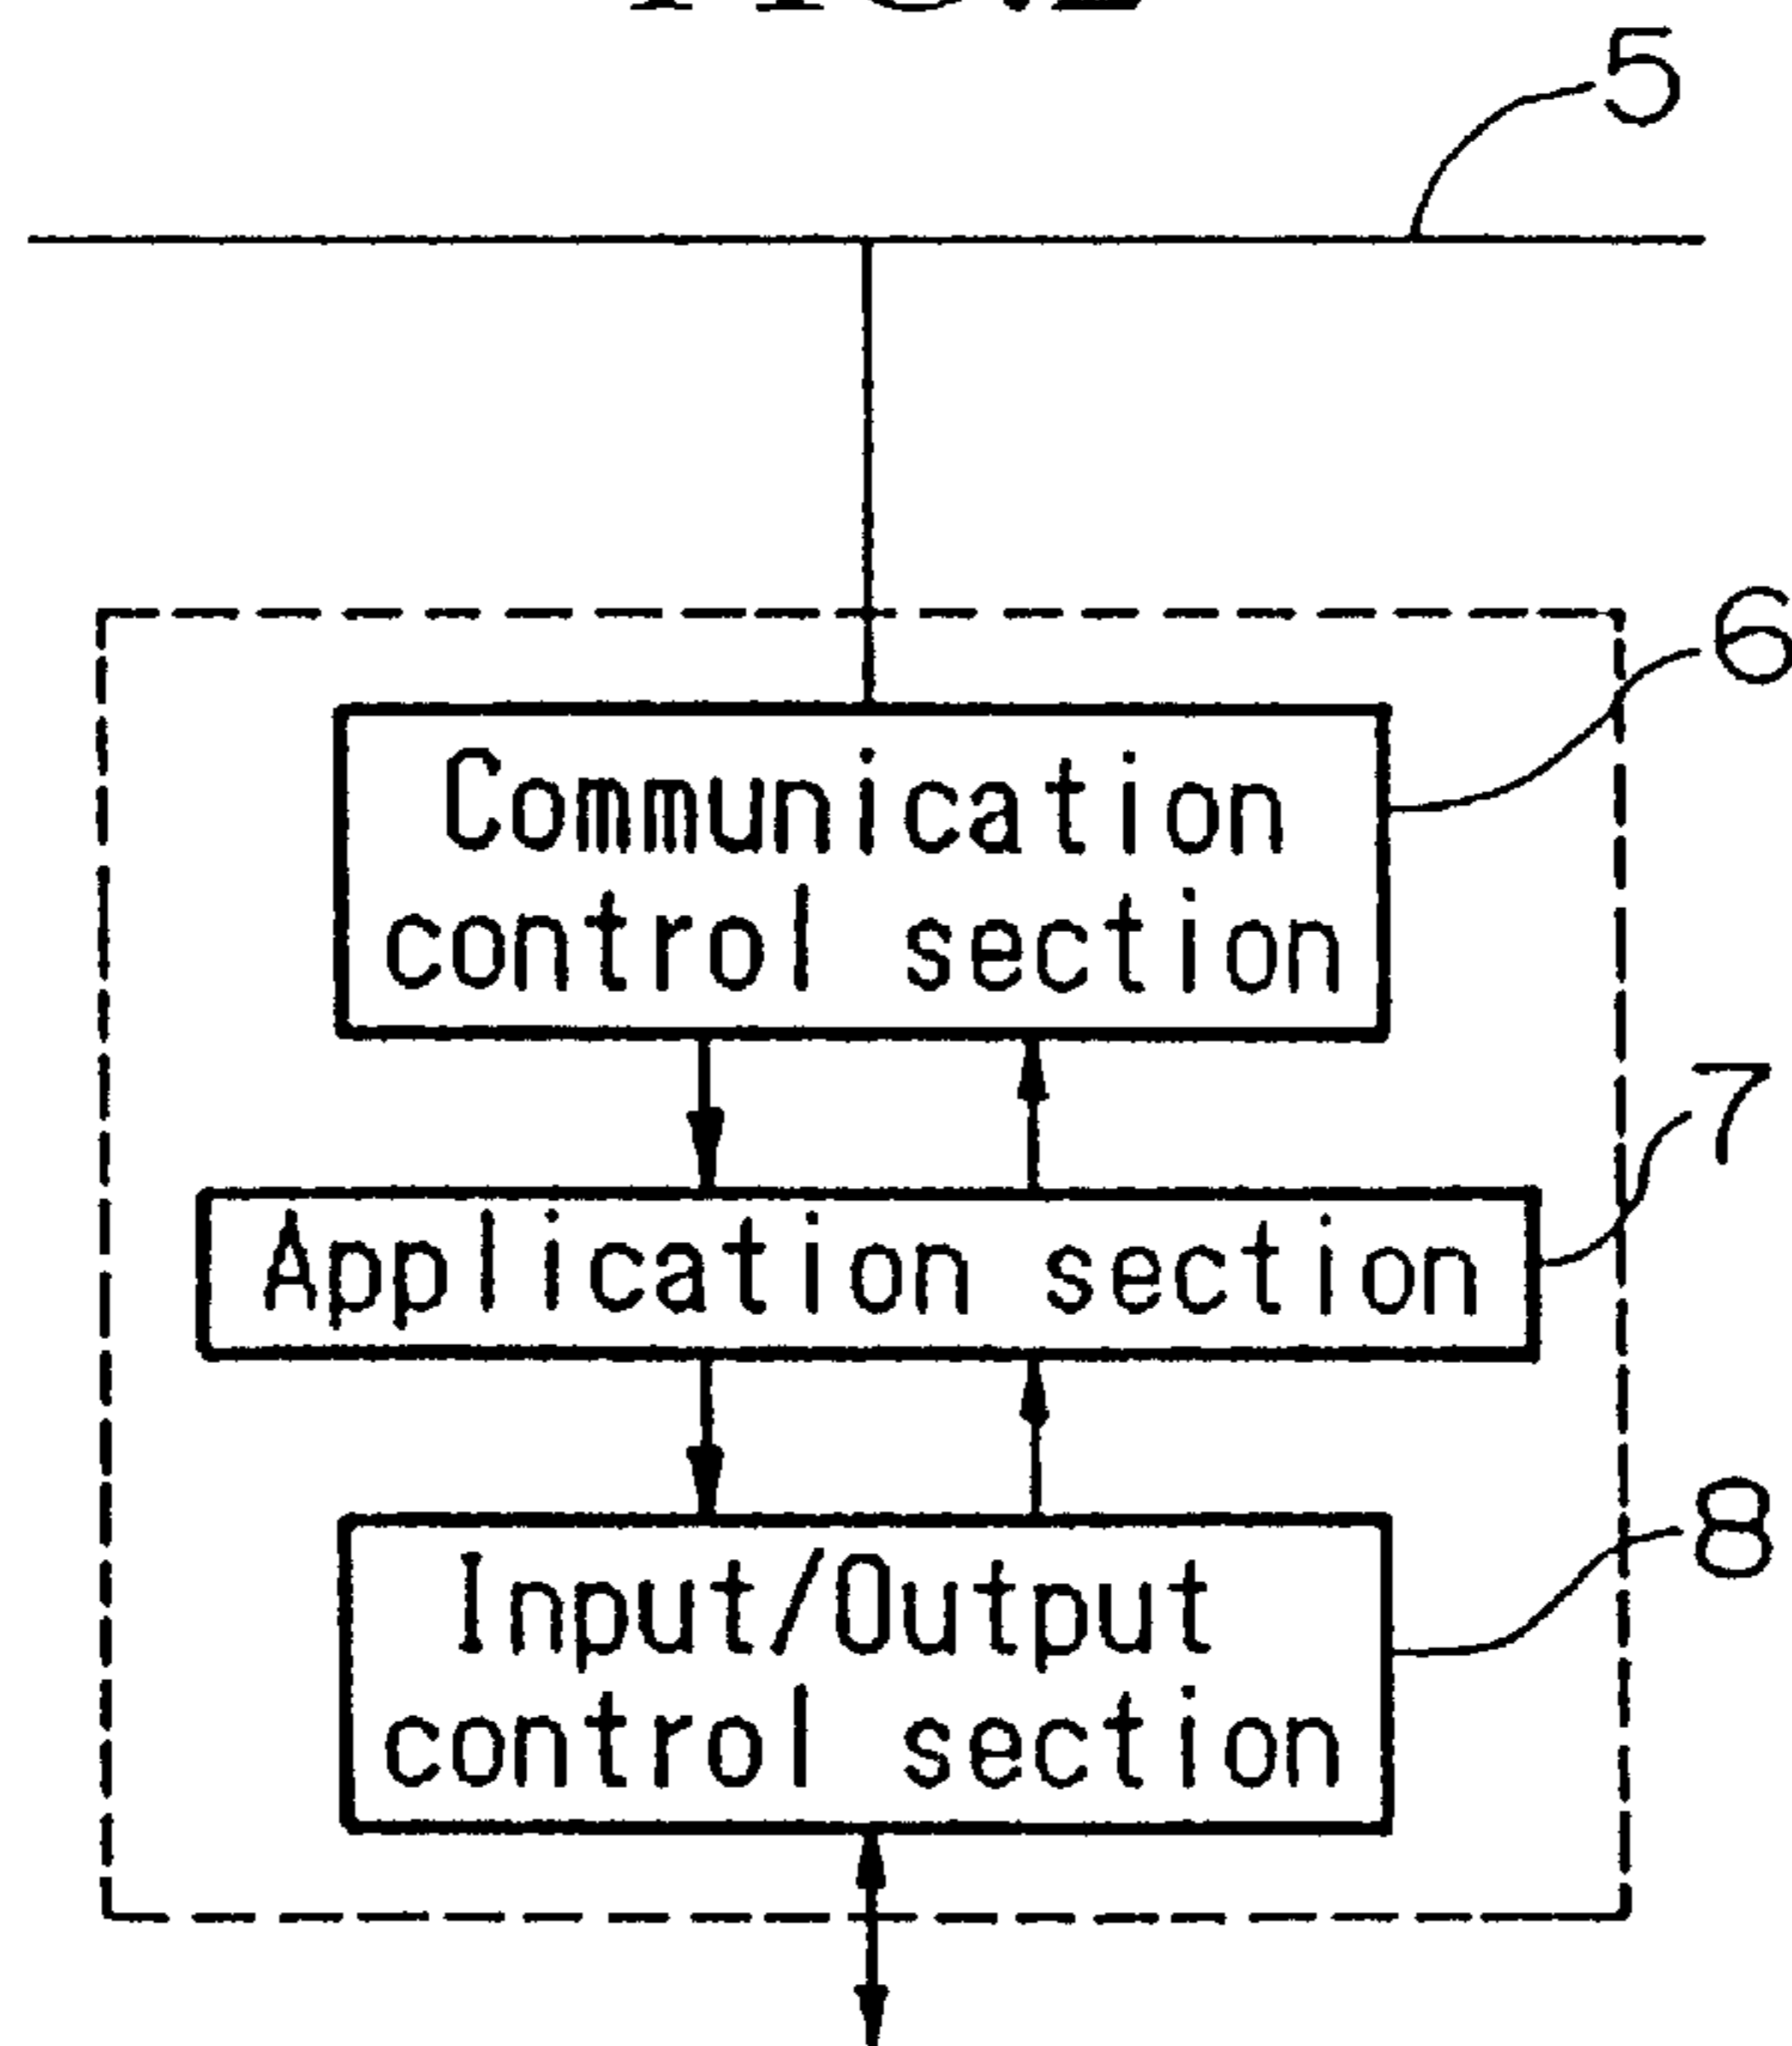 5
6
Communication
control section
7
Application section
8
Input/Output
control section